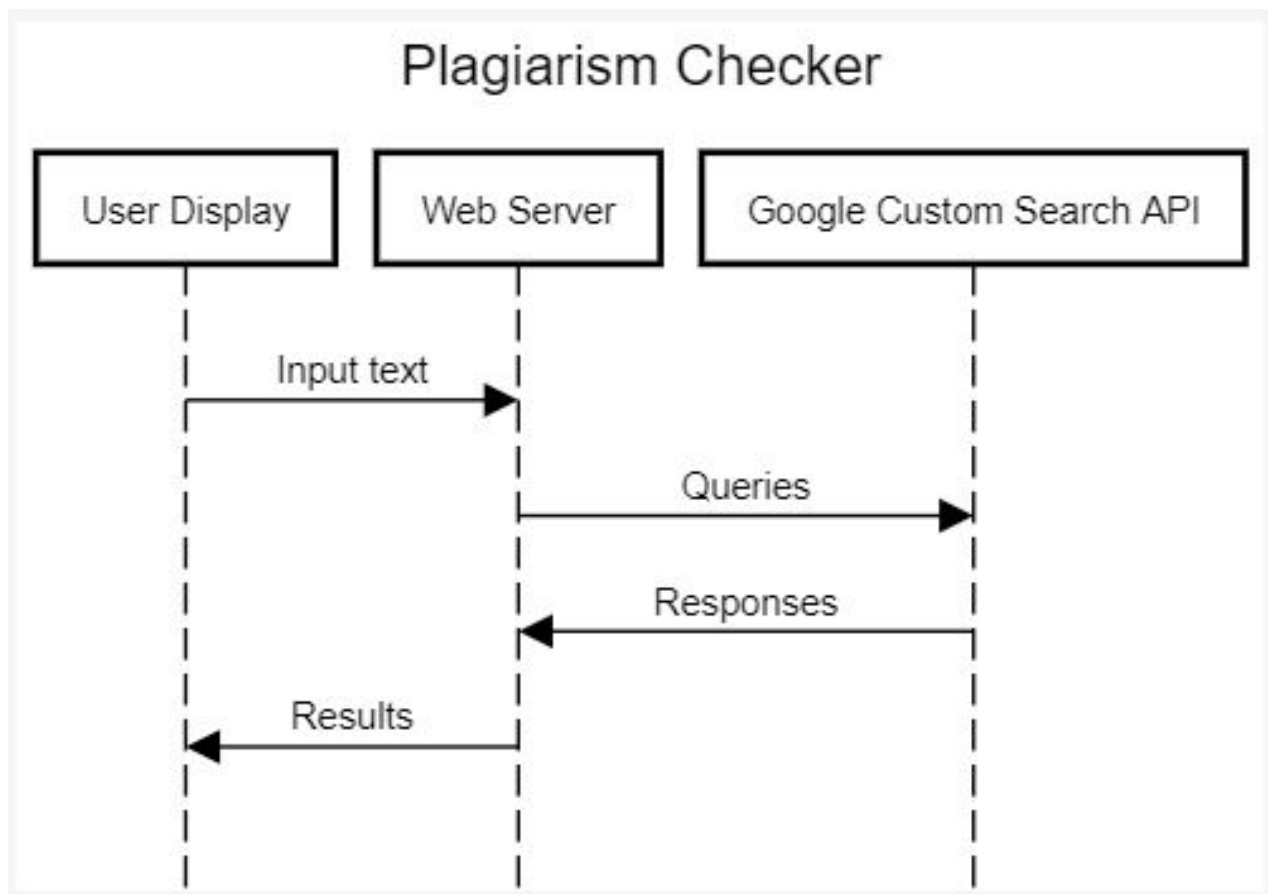 Plagiarism Checker
User Display
Web Server
Google Custom Search API
Input text
Queries
Responses
Results